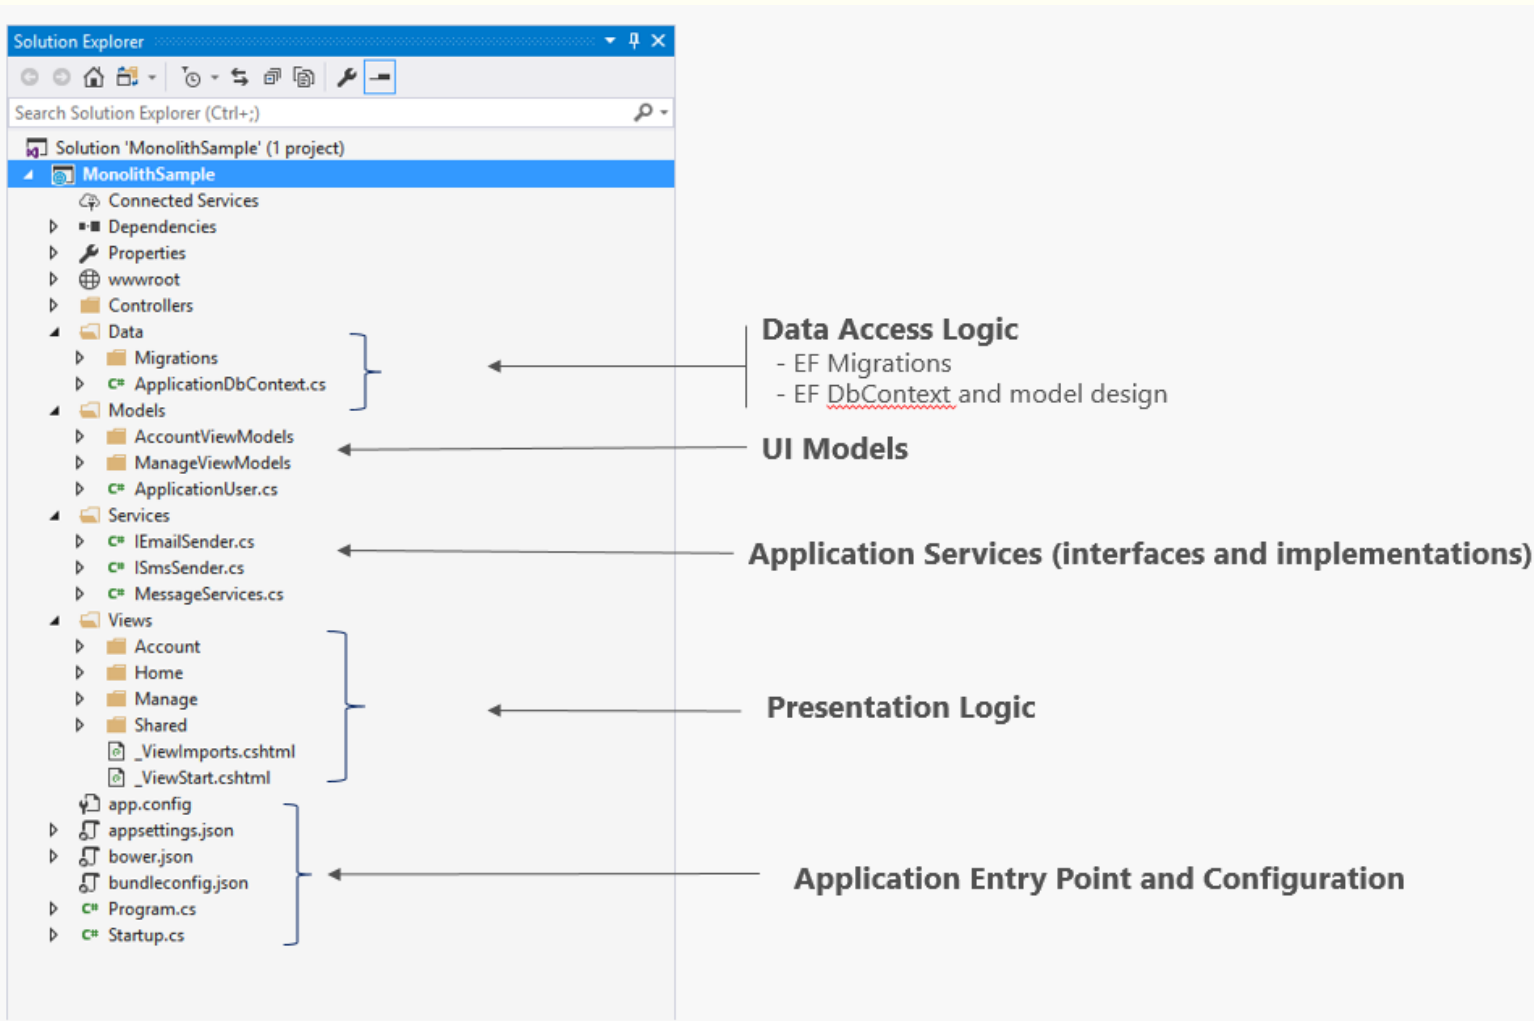 Solution Explorer
Search Solution Explorer (Ctrl+;)
Solution 'MonolithSample' (1 project)
MonolithSample
Connected Services
Dependencies
Properties
wwwroot
Controllers
Data
Migrations
C# ApplicationDbContext.cs
Models
AccountViewModels
ManageViewModels
C# ApplicationUser.cs
Services
C# IEmailSender.cs
C# ISmsSender.cs
C# MessageServices.cs
Views
Account
Home
Manage
Shared
_ViewImports.cshtml
_ViewStart.cshtml
app.config
appsettings.json
bower.json
bundleconfig.json
C# Program.cs
C# Startup.cs
Data Access Logic
- EF Migrations
- EF DbContext and model design
UI Models
Application Services (interfaces and implementations)
Presentation Logic
Application Entry Point and Configuration